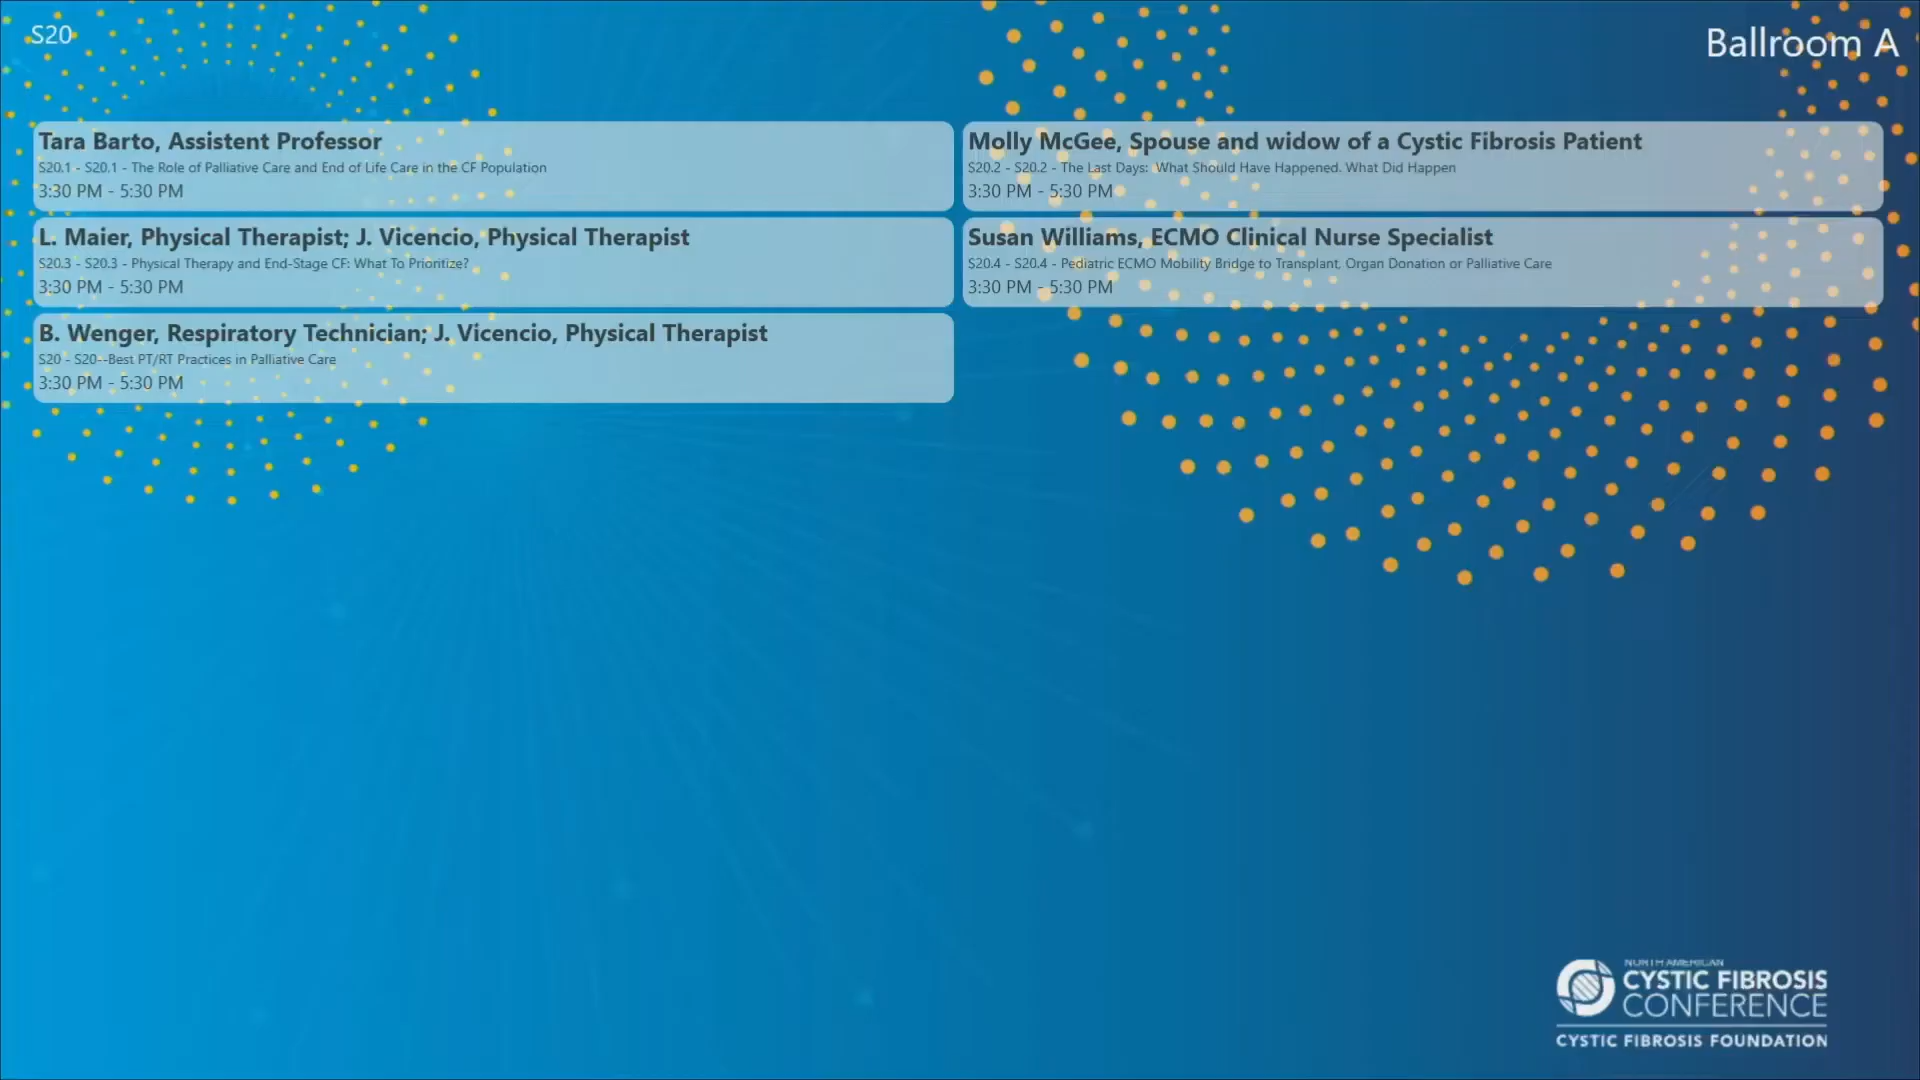 S20
Ballroom A
Tara Barto, Assistent Professor
S20.1 - S20.1 - The Role of Palliative Care and End of Life Care in the CF Population
3:30 PM - 5:30 PM
Molly McGee, Spouse and widow of a Cystic Fibrosis Patient
S20.2 - S20.2 - The Last Days: What Should Have Happened. What Did Happen
3:30 PM - 5:30 PM
L. Maier, Physical Therapist; J. Vicencio, Physical Therapist
S20.3 - S20.3 - Physical Therapy and End-Stage CF: What To Prioritize?
3:30 PM - 5:30 PM
Susan Williams, ECMO Clinical Nurse Specialist
S20.4 - S20.4 - Pediatric ECMO Mobility Bridge to Transplant, Organ Donation or Palliative Care
3:30 PM - 5:30 PM
B. Wenger, Respiratory Technician; J. Vicencio, Physical Therapist
S20 - S20--Best PT/RT Practices in Palliative Care
3:30 PM - 5:30 PM
NORTH AMERICAN
CYSTIC FIBROSIS
CONFERENCE
CYSTIC FIBROSIS FOUNDATION